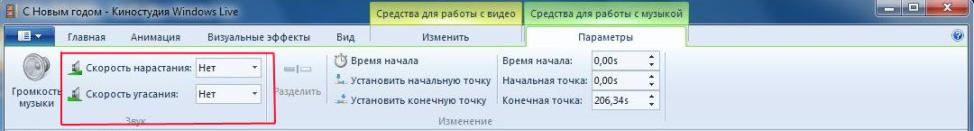 С Новым годом - Киностудия Windows Live
Средства для работы с видео
Средства для работы с музыкой
Главная
Анимация
Визуальные эффекты
Вид
Изменить
Параметры
Громкость музыки
Скорость нарастания: Нет
Скорость угасания: Нет
Звук
Разделить
Время начала
Установить начальную точку
Установить конечную точку
Время начала: 0,00s
Начальная точка: 0,00s
Конечная точка: 206,34s
Изменение